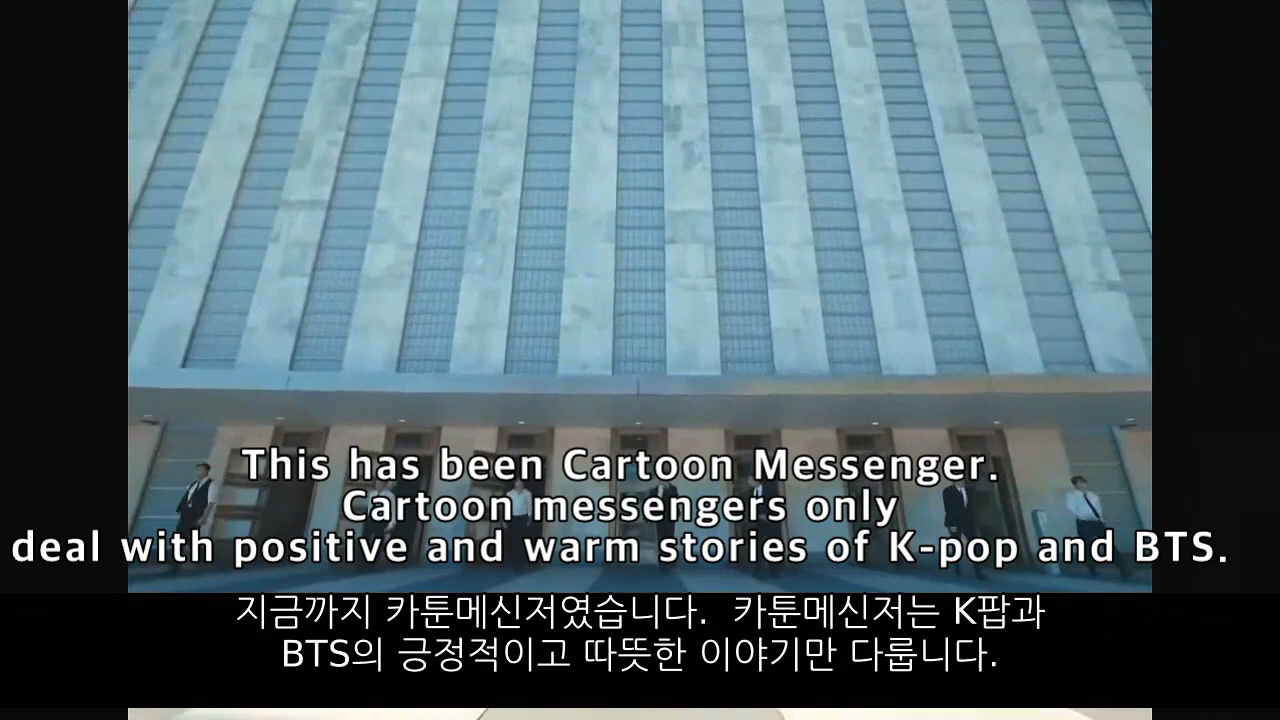 This has been Cartoon Messenger.
Cartoon messengers only
deal with positive and warm stories of K-pop and BTS.
지금까지 카툰메신저였습니다.  카툰메신저는 K팝과
BTS의 긍정적이고 따뜻한 이야기만 다룹니다.